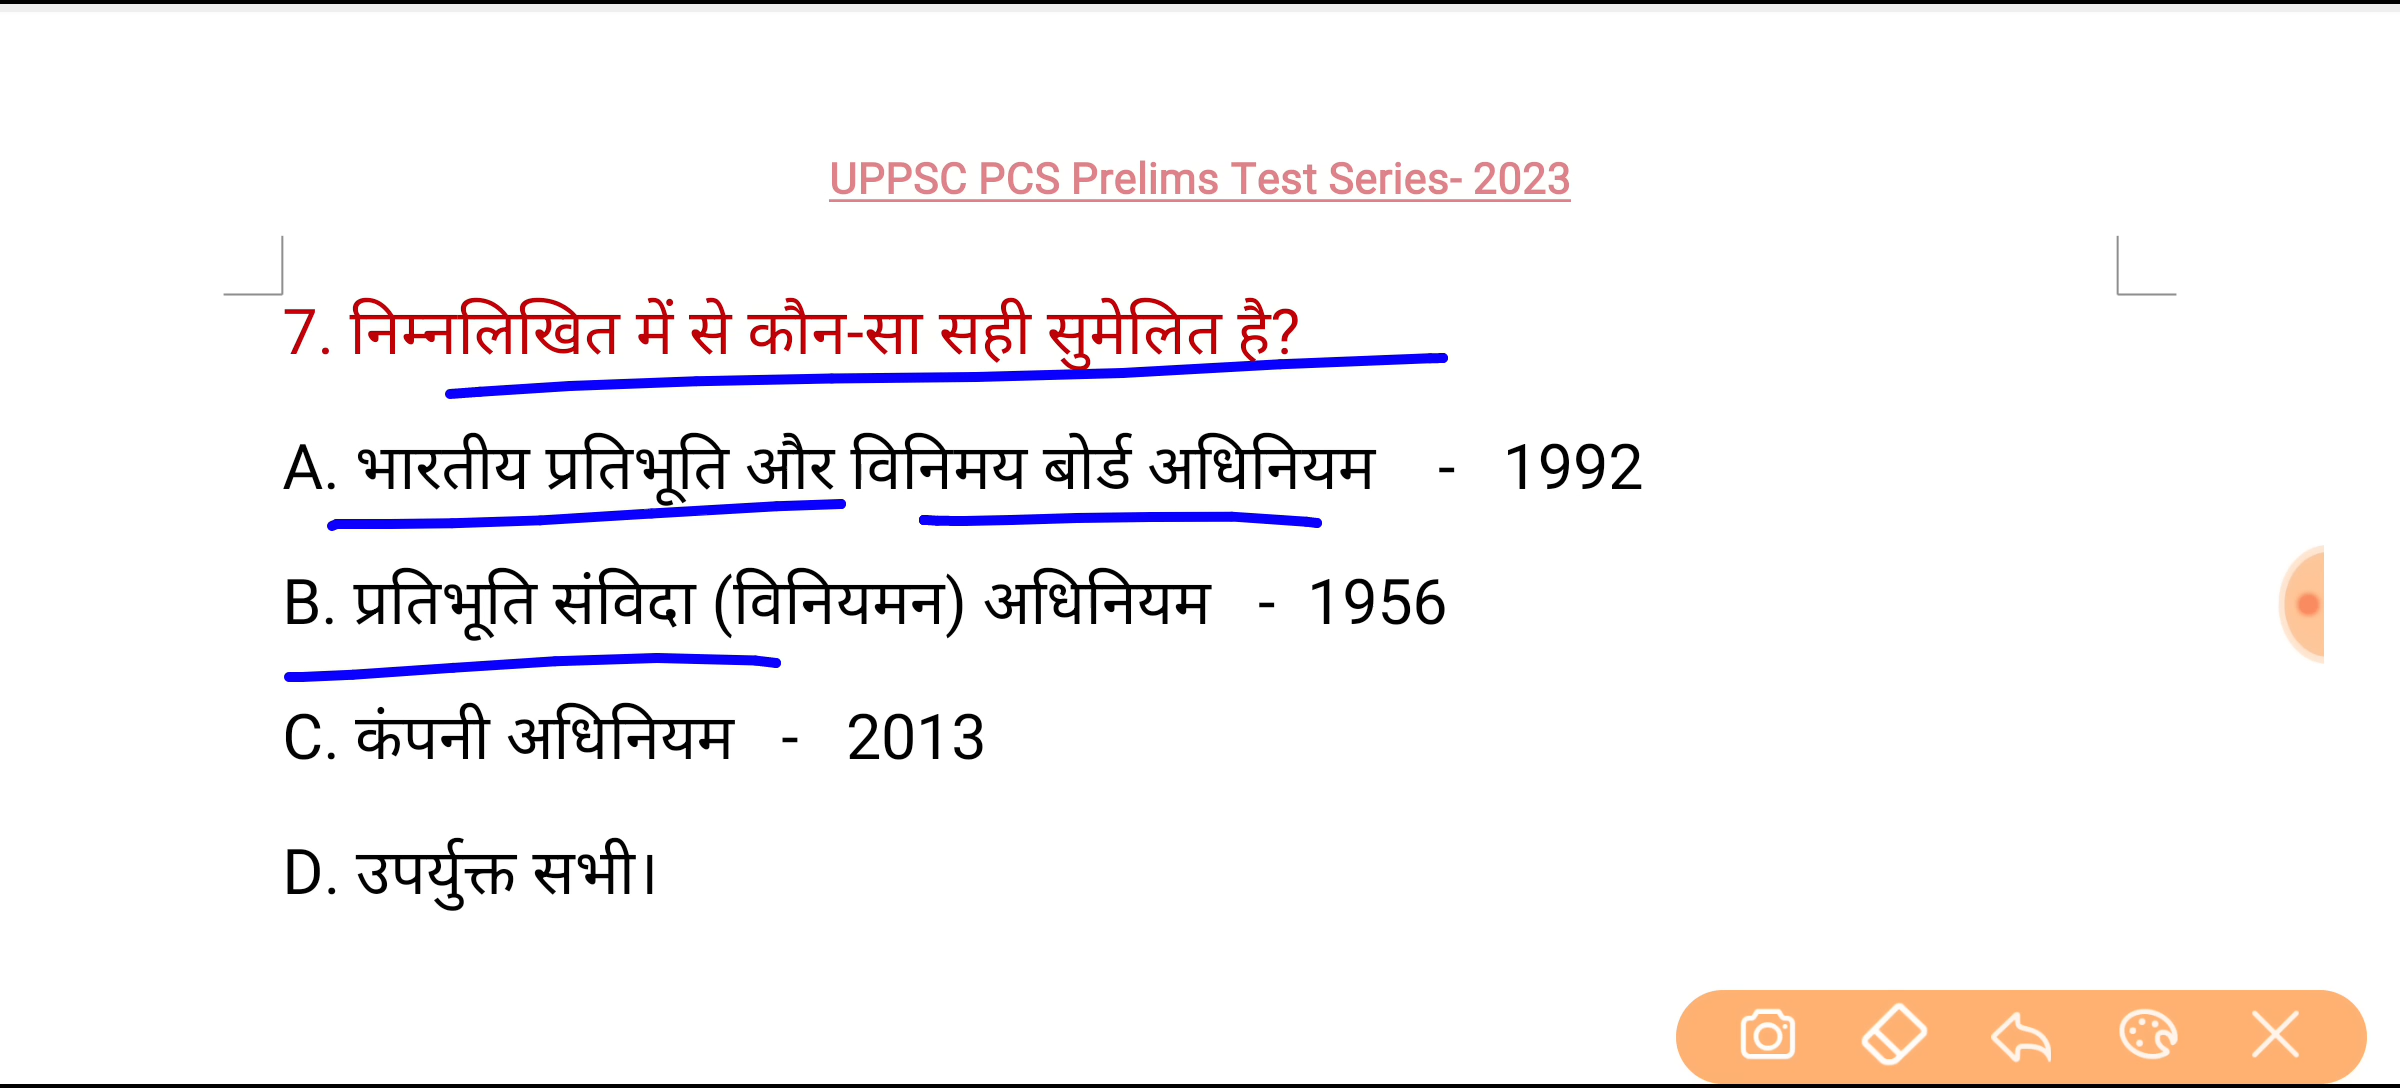 UPPSC PCS Prelims Test Series- 2023
7. निम्नलिखित में से कौन-सा सही सुमेलित है?
A. भारतीय प्रतिभूति और विनिमय बोर्ड अधिनियम - 1992
B. प्रतिभूति संविदा (विनियमन) अधिनियम - 1956
C. कंपनी अधिनियम - 2013
D. उपर्युक्त सभी।